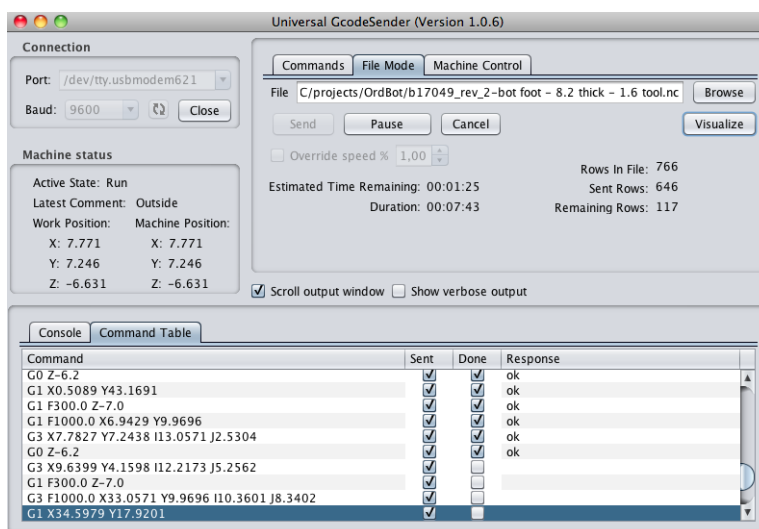 Universal GcodeSender (Version 1.0.6)
Connection
Port: /dev/tty.usbmodem621
Baud: 9600 Close
Commands File Mode Machine Control
File C/projects/OrdBot/b17049_rev_2-bot foot - 8.2 thick - 1.6 tool.nc Browse
Send Pause Cancel Visualize
Override speed % 1,00
Estimated Time Remaining: 00:01:25
Duration: 00:07:43
Rows In File: 766
Sent Rows: 646
Remaining Rows: 117
Machine status
Active State: Run
Latest Comment: Outside
Work Position: Machine Position:
X: 7.771 X: 7.771
Y: 7.246 Y: 7.246
Z: -6.631 Z: -6.631
Scroll output window Show verbose output
Console Command Table
Command Sent Done Response
G0 Z-6.2 ok
G1 X0.5089 Y43.1691 ok
G1 F300.0 Z-7.0 ok
G1 F1000.0 X6.9429 Y9.9696 ok
G3 X7.7827 Y7.2438 I13.0571 J2.5304 ok
G0 Z-6.2 ok
G3 X9.6399 Y4.1598 I12.2173 J5.2562
G1 F300.0 Z-7.0
G3 F1000.0 X33.0571 Y9.9696 I10.3601 J8.3402
G1 X34.5979 Y17.9201